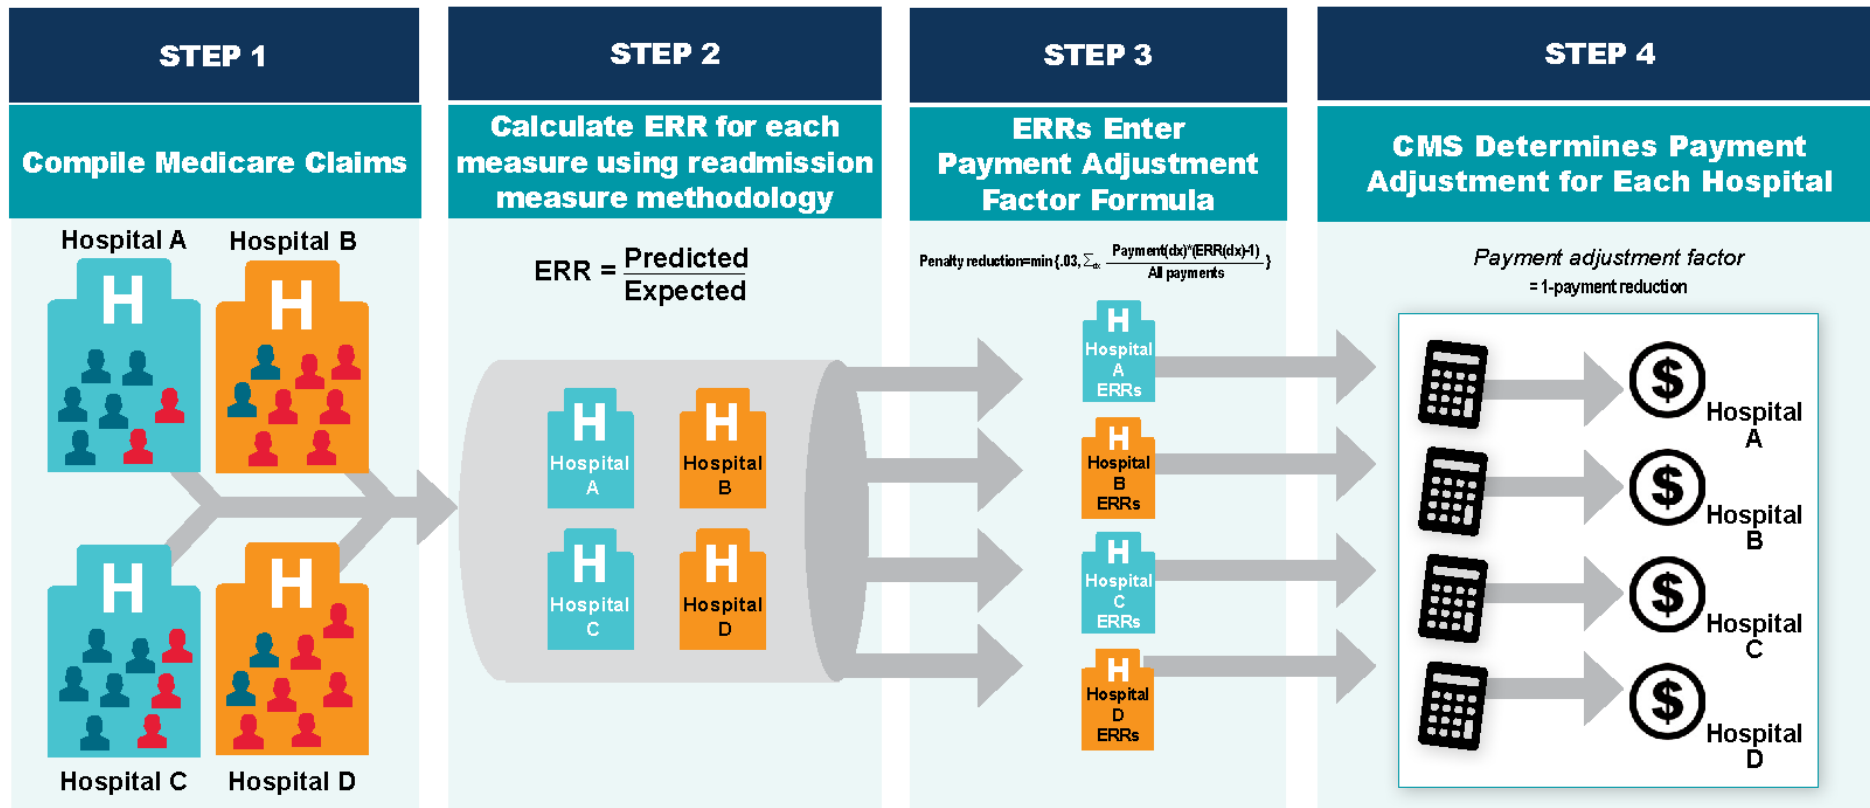 STEP 1
Compile Medicare Claims
Hospital A
Hospital B
H
H
H
H
Hospital C
Hospital D
STEP 2
Calculate ERR for each
measure using readmission
measure methodology
ERR = Predicted
Expected
H
Hospital
A
H
Hospital
B
H
Hospital
C
H
Hospital
D
STEP 3
ERRs Enter
Payment Adjustment
Factor Formula
Penalty reduction=min{.03, ∑dx Payment(dx)*(ERR(dx)-1)
All payments }
H
Hospital
A
ERRs
H
Hospital
B
ERRs
H
Hospital
C
ERRs
H
Hospital
D
ERRs
STEP 4
CMS Determines Payment
Adjustment for Each Hospital
Payment adjustment factor
= 1-payment reduction
$
Hospital
A
$
Hospital
B
$
Hospital
C
$
Hospital
D